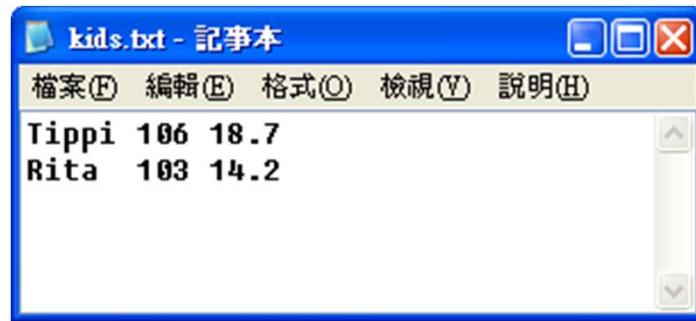 kids.txt - 記事本
檔案(F) 編輯(E) 格式(O) 檢視(V) 說明(H)
Tippi 106 18.7
Rita  103 14.2